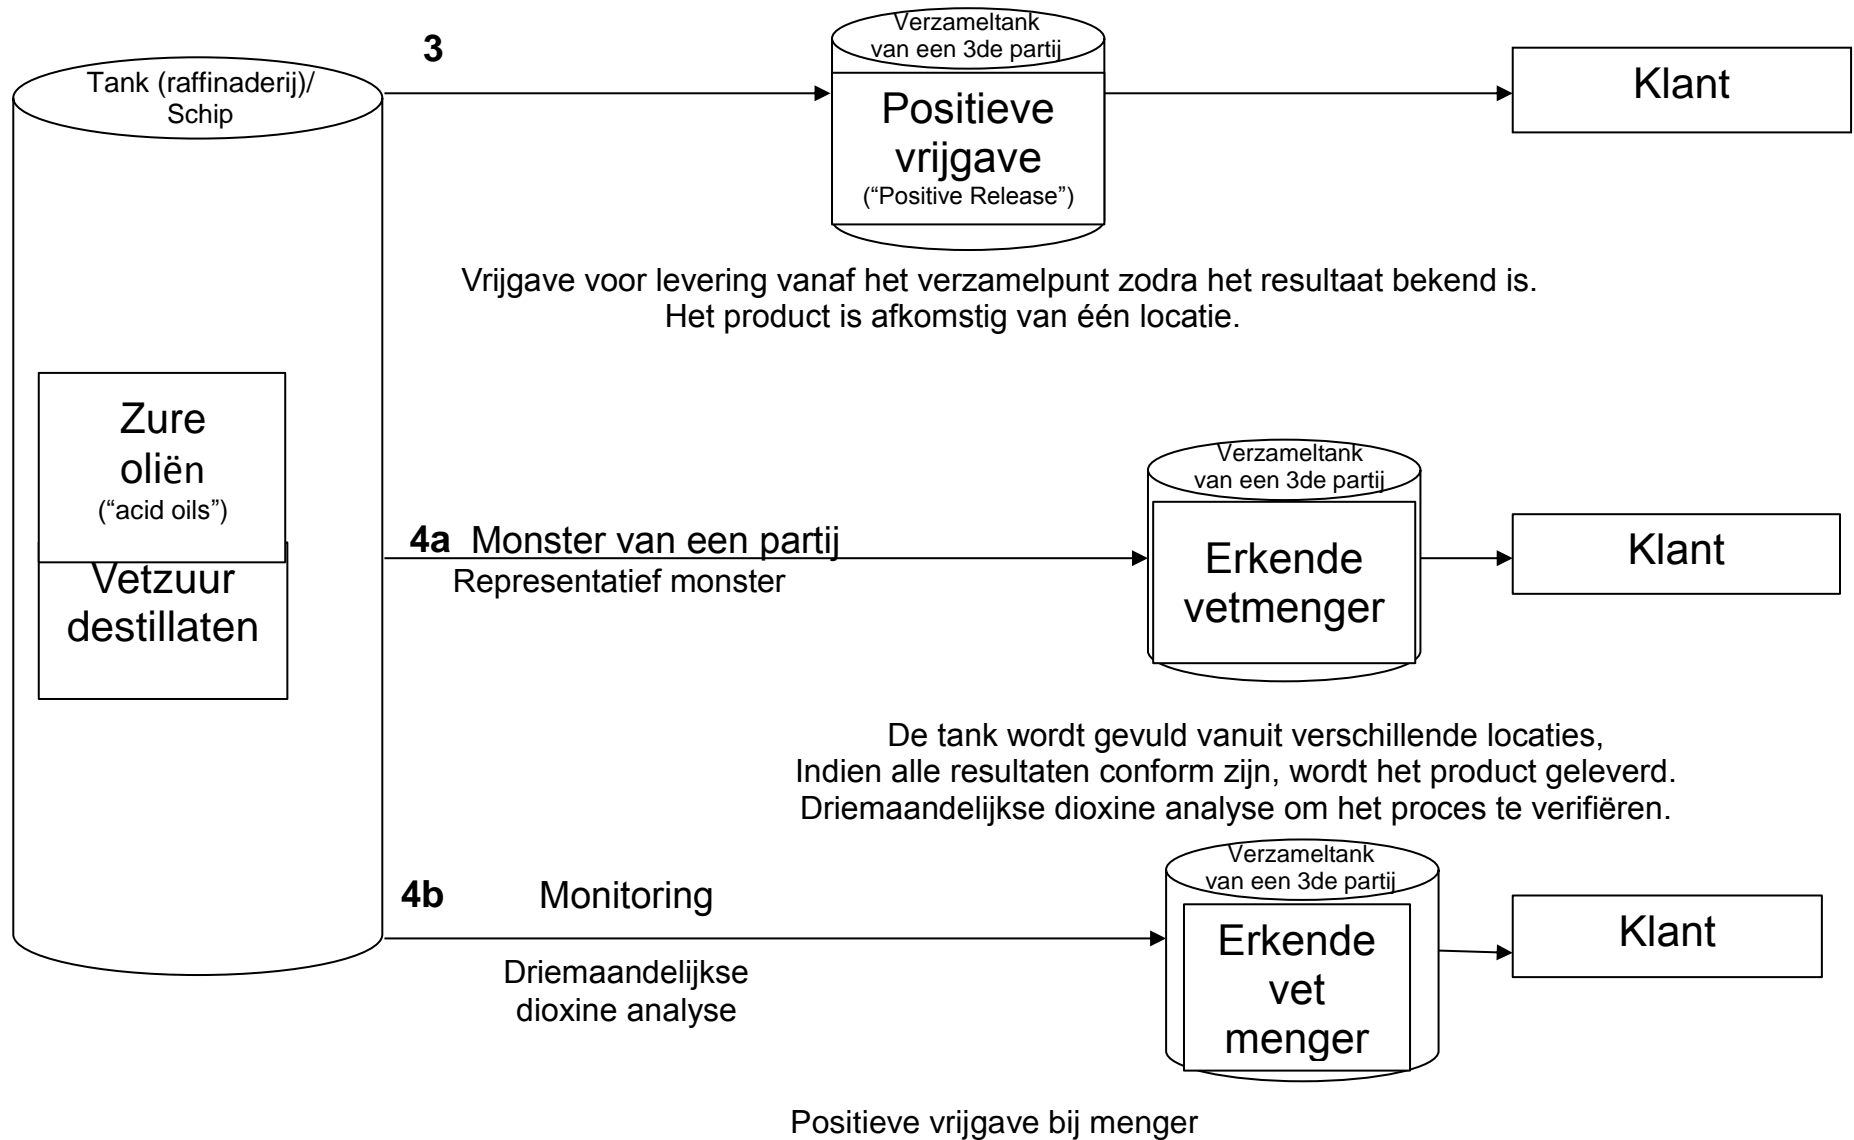 Tank (raffinaderij)/
Schip
Zure
oliën
("acid oils")
Vetzuur
destillaten
3
Verzameltank
van een 3de partij
Positieve
vrijgave
(“Positive Release”)
Klant
Vrijgave voor levering vanaf het verzamelpunt zodra het resultaat bekend is.
Het product is afkomstig van één locatie.
4a Monster van een partij
Representatief monster
Verzameltank
van een 3de partij
Erkende
vetmenger
Klant
De tank wordt gevuld vanuit verschillende locaties,
Indien alle resultaten conform zijn, wordt het product geleverd.
Driemaandelijkse dioxine analyse om het proces te verifiëren.
4b Monitoring
Driemaandelijkse
dioxine analyse
Verzameltank
van een 3de partij
Erkende
vet
menger
Klant
Positieve vrijgave bij menger